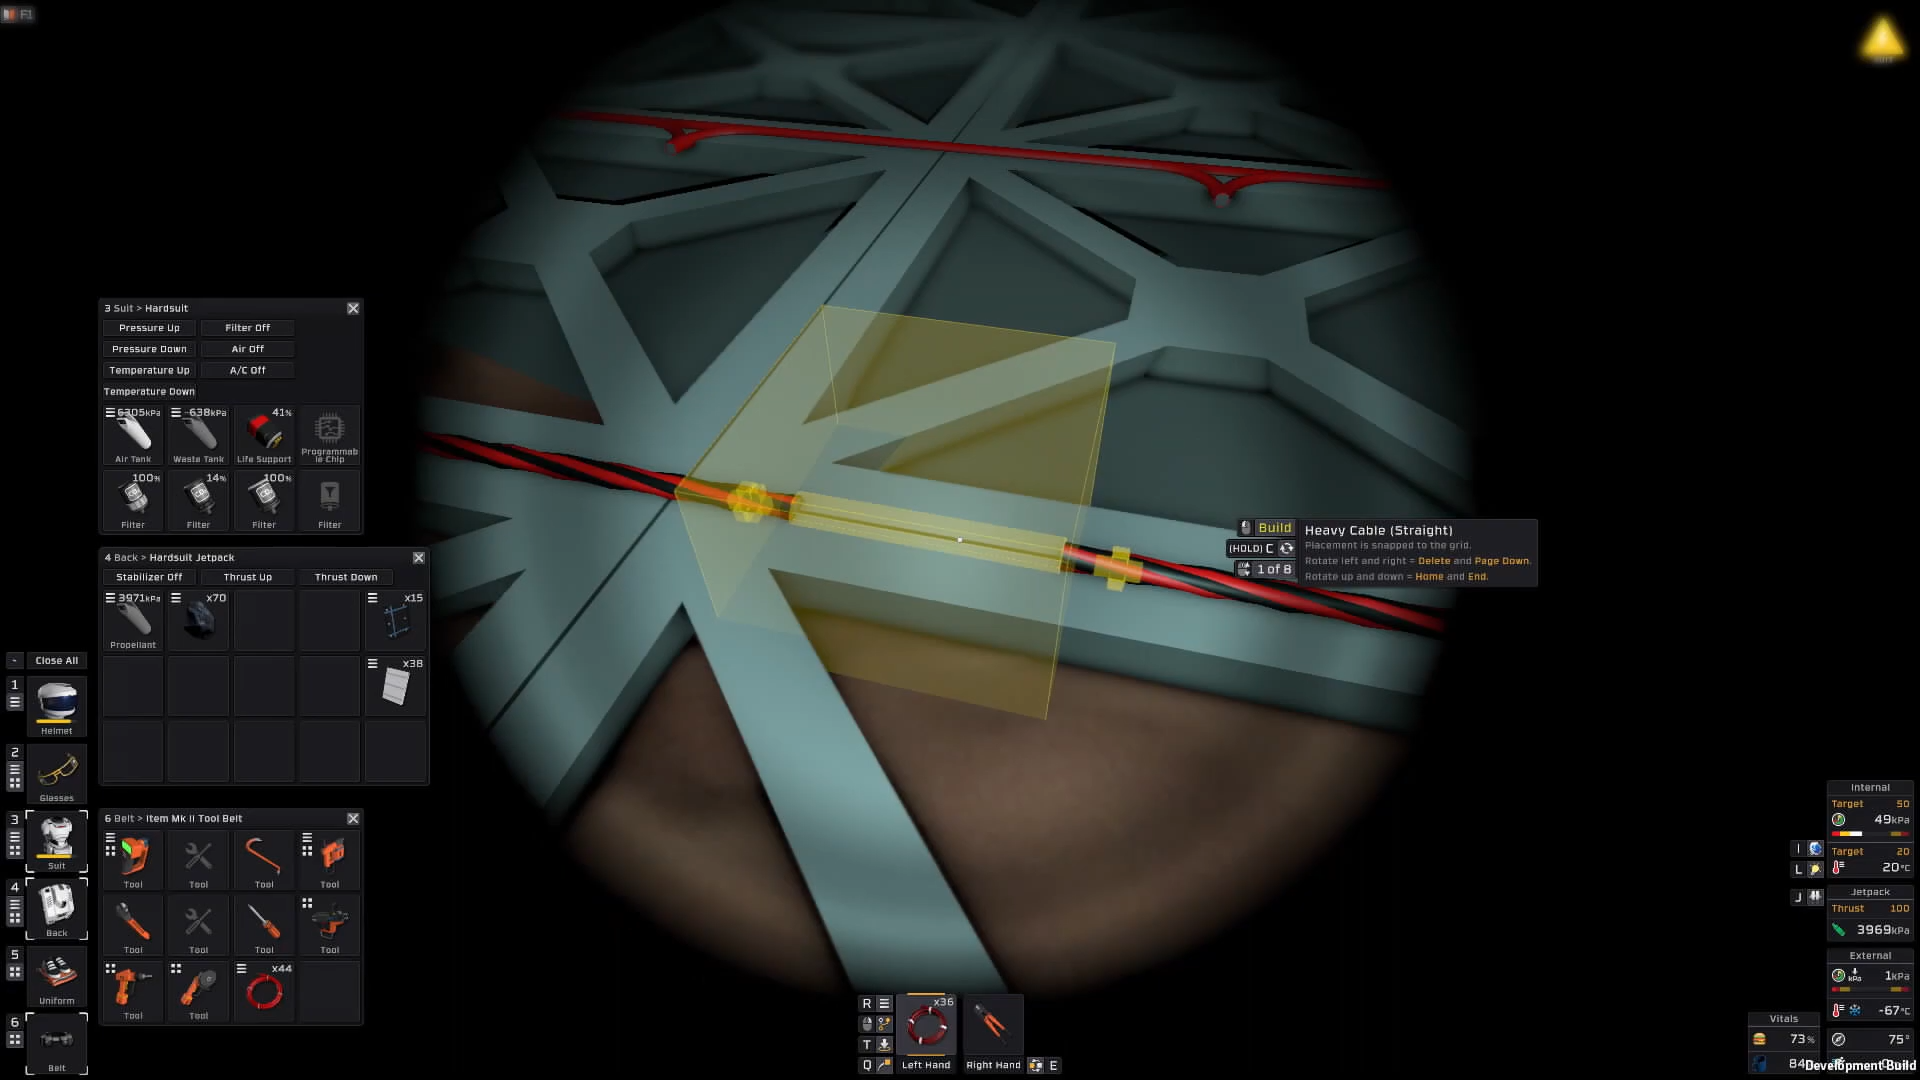 F1
3 Suit > Hardsuit
Pressure Up
Filter Off
Pressure Down
Air Off
Temperature Up
A/C Off
Temperature Down
6305kPa
-638kPa
41%
Air Tank
Waste Tank
Life Support
Programmab
le Chip
100%
14%
100%
Filter
Filter
Filter
Filter
4 Back > Hardsuit Jetpack
Stabilizer Off
Thrust Up
Thrust Down
3971kPa
x70
x15
Propellant
x38
Close All
1
Helmet
2
Glasses
3
Suit
4
Back
5
Uniform
6
Belt
6 Belt > Item Mk II Tool Belt
Tool
Tool
Tool
Tool
Tool
Tool
Tool
Tool
x44
Tool
Tool
Build
(HOLD) C
1 of 8
Heavy Cable (Straight)
Placement is snapped to the grid.
Rotate left and right = Delete and Page Down.
Rotate up and down = Home and End.
R
T
Q
x36
Left Hand
Right Hand
E
Internal
Target 50
49kPa
Target 20
20°C
I
L
J
Jetpack
Thrust 100
3969kPa
External
kPa
1kPa
-67°C
75°
Vitals
73%
84
Development Build